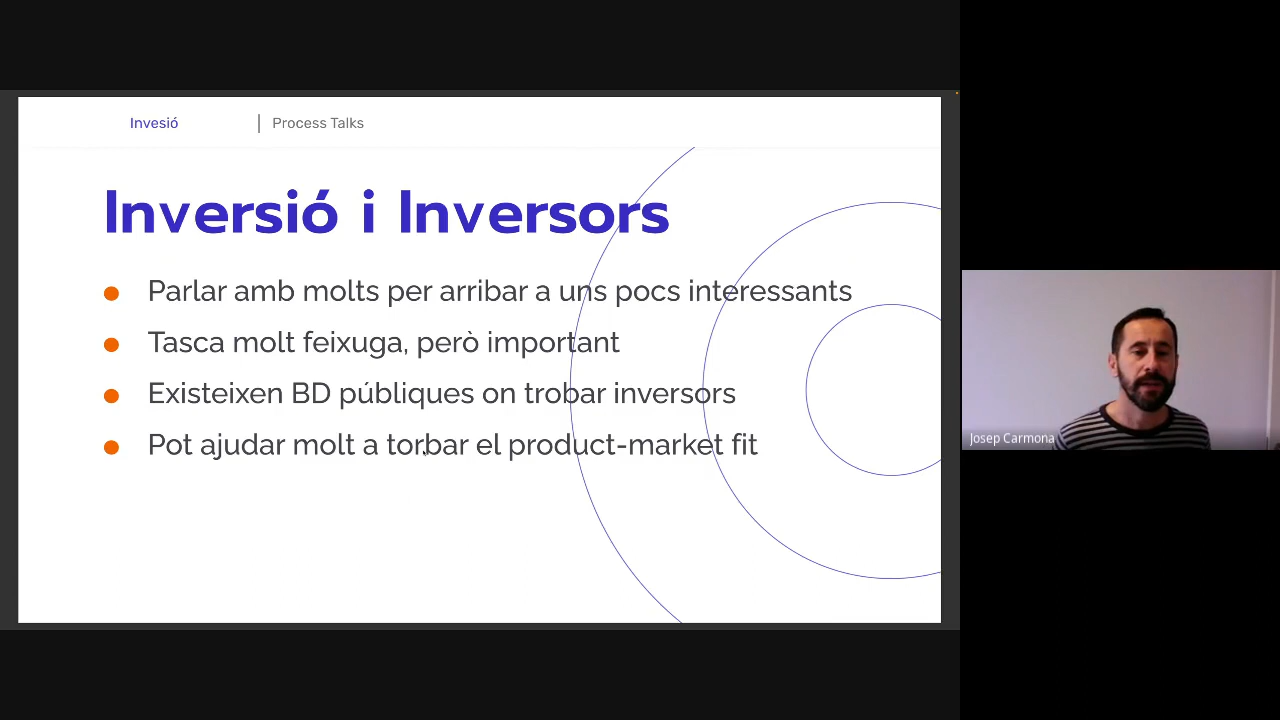 Invesió | Process Talks
Inversió i Inversors
Parlar amb molts per arribar a uns pocs interessants
Tasca molt feixuga, però important
Existeixen BD públiques on trobar inversors
Pot ajudar molt a torbar el product-market fit
Josep Carmona